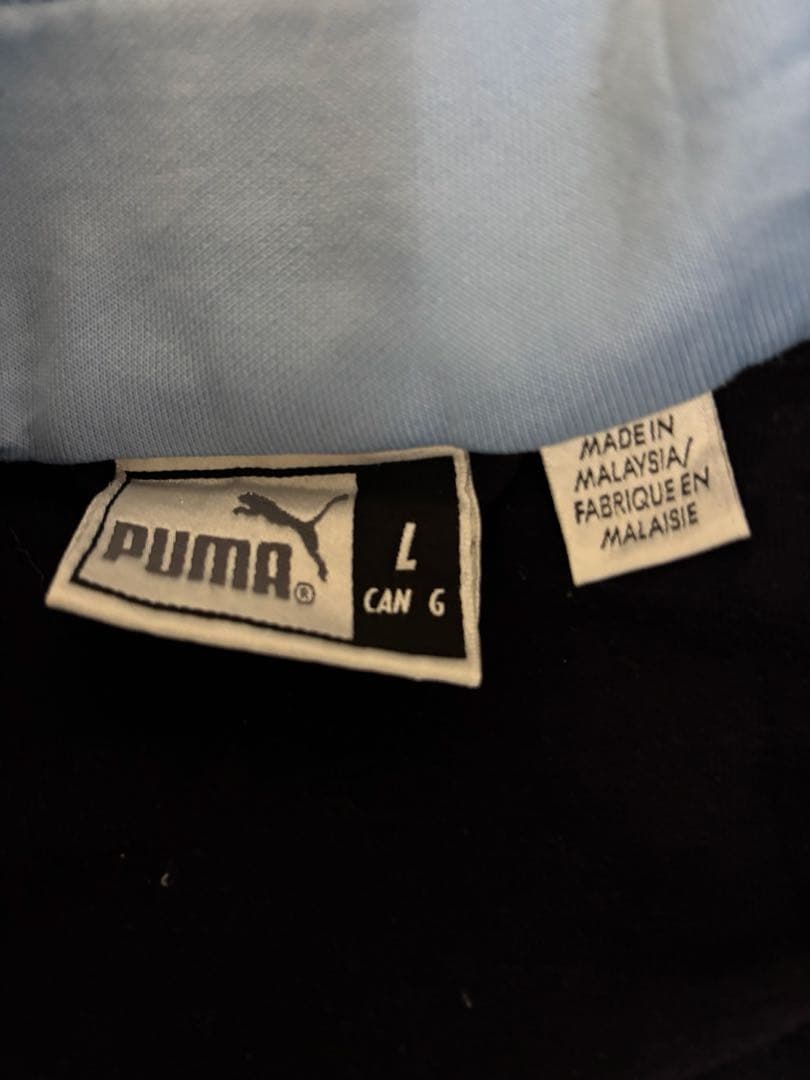 PUMA®
L
CAN G
MADE IN
MALAYSIA/
FABRIQUE EN
MALAISIE